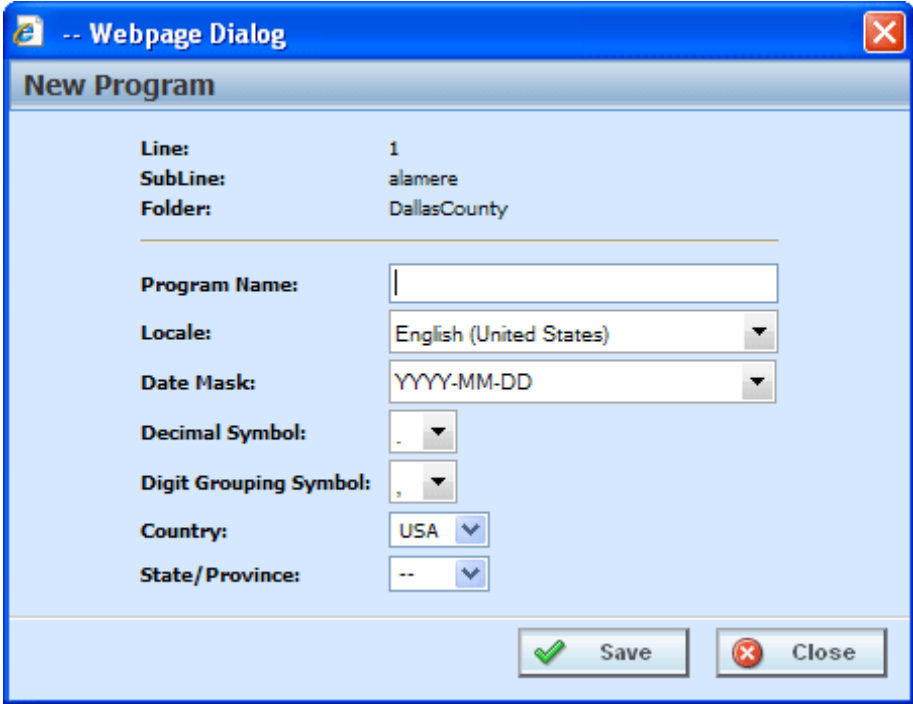 -- Webpage Dialog
New Program
Line: 1
SubLine: alamere
Folder: DallasCounty
Program Name:
Locale: English (United States)
Date Mask: YYYY-MM-DD
Decimal Symbol: .
Digit Grouping Symbol: ,
Country: USA
State/Province: --
Save Close